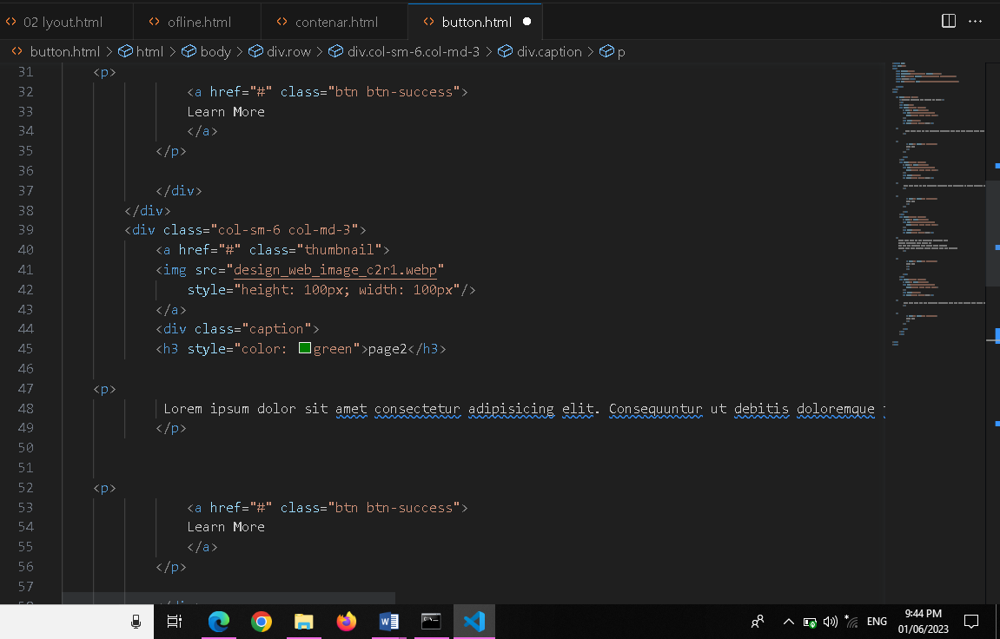 02 lyout.html ofline.html contenar.html button.html
button.html > html > body > div.row > div.col-sm-6.col-md-3 > div.caption > p
31 <p>
32 <a href="#" class="btn btn-success">
33 Learn More
34 </a>
35 </p>
36
37 </div>
38 </div>
39 <div class="col-sm-6 col-md-3">
40 <a href="#" class="thumbnail">
41 <img src="design_web_image_c2r1.webp"
42 style="height: 100px; width: 100px"/>
43 </a>
44 <div class="caption">
45 <h3 style="color: green">page2</h3>
46
47 <p>
48 Lorem ipsum dolor sit amet consectetur adipisicing elit. Consequuntur ut debitis doloremque
49 </p>
50
51
52 <p>
53 <a href="#" class="btn btn-success">
54 Learn More
55 </a>
56 </p>
57
ENG
9:44 PM
01/06/2023